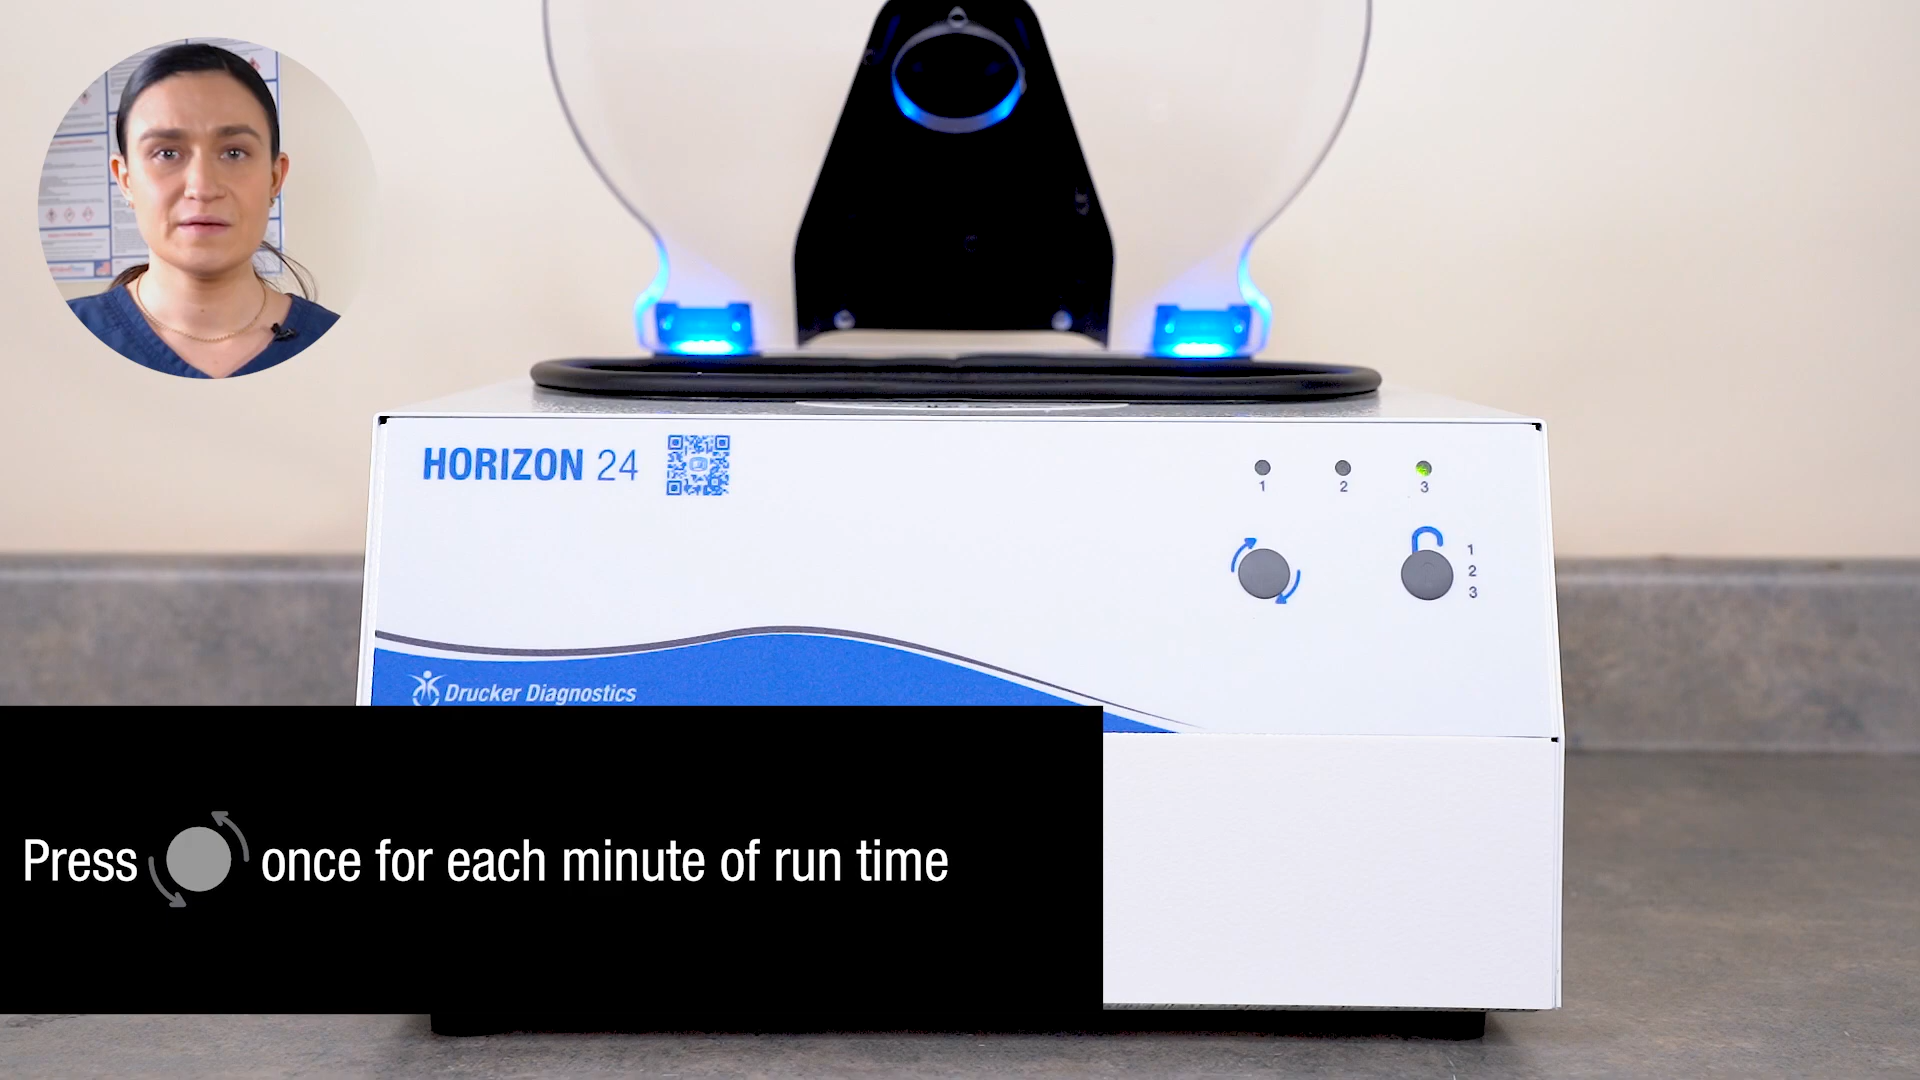 HORIZON 24
1 2 3
1
2
3
Drucker Diagnostics
Press once for each minute of run time